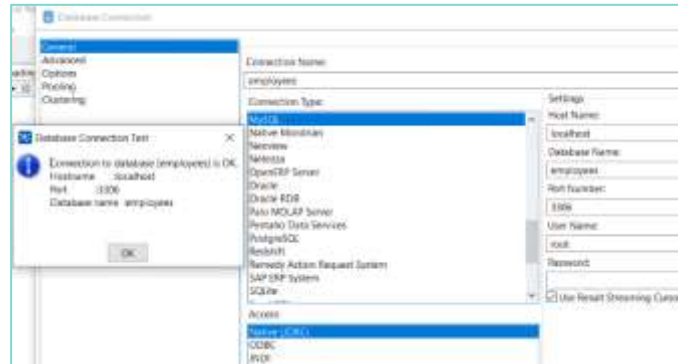 Database Connection
General
Advanced
Options
Pooling
Clustering
Connection Name:
employees
Connection Type:
MySQL
Native Mondrian
Neoview
Netezza
OpenERP Server
Oracle
Oracle RDB
Palo MOLAP Server
Pentaho Data Services
PostgreSQL
Redshift
Remedy Action Request System
SAP ERP System
SQLite
Access:
Native (JDBC)
ODBC
JNDI
Settings
Host Name:
localhost
Database Name:
employees
Port Number:
3306
User Name:
root
Password:
Use Result Streaming Cursor
Database Connection Test
Connection to database [employees] is OK.
Hostname :localhost
Port :3306
Database name :employees
OK